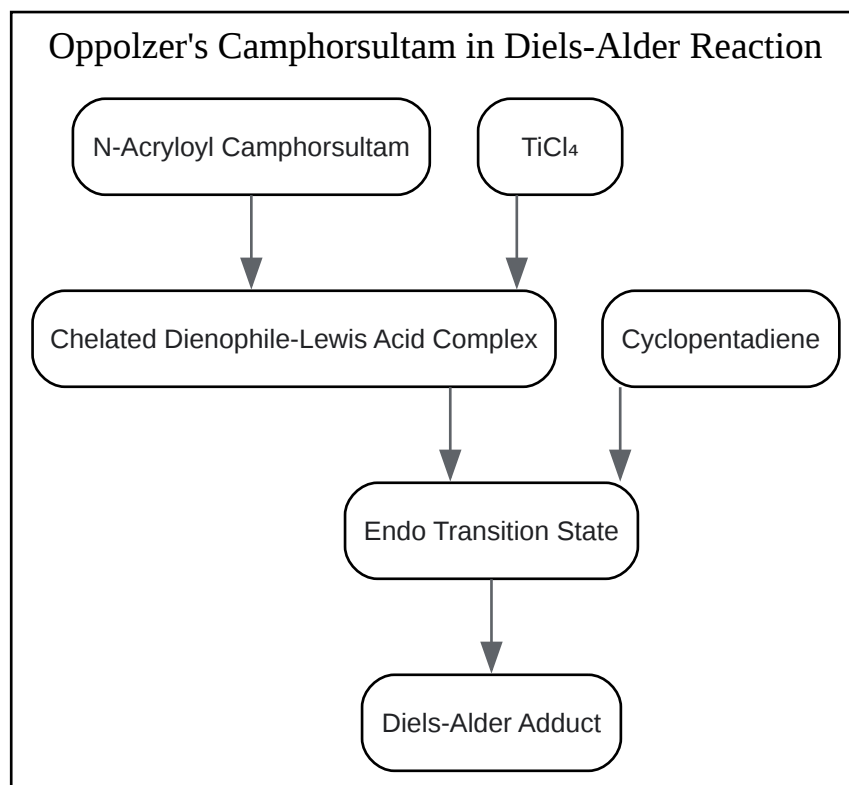 Oppolzer's Camphorsultam in Diels-Alder Reaction
N-Acryloyl Camphorsultam
TiCl₄
Chelated Dienophile-Lewis Acid Complex
Cyclopentadiene
Endo Transition State
Diels-Alder Adduct